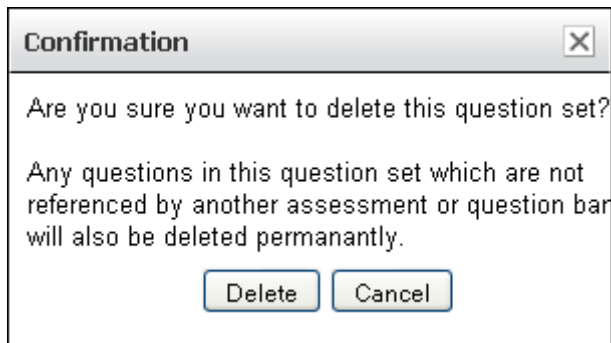 Confirmation
Are you sure you want to delete this question set?
Any questions in this question set which are not
referenced by another assessment or question bar
will also be deleted permanantly.
Delete Cancel